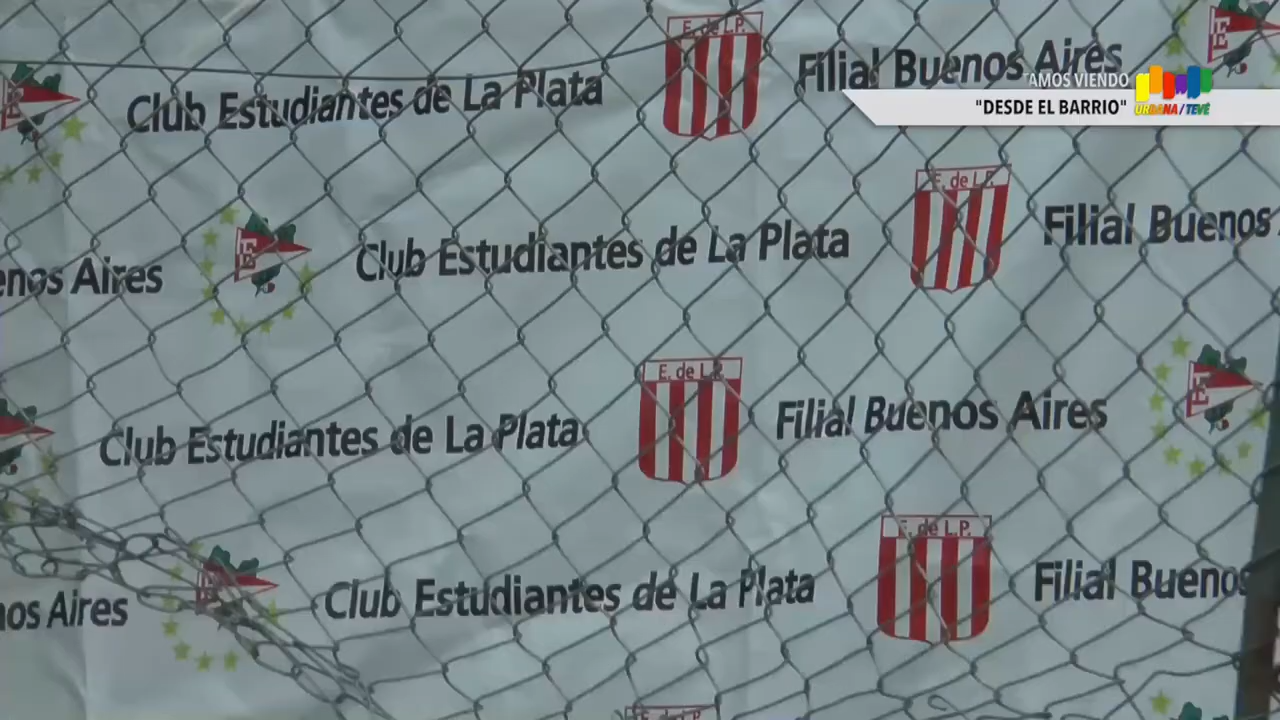 E. de L.P.
Club Estudiantes de La Plata
Filial Buenos Aires
AMOS VIENDO
"DESDE EL BARRIO"
URBANA/TEVÉ
E. de L.P.
enos Aires
Club Estudiantes de La Plata
Filial Buenos
E. de L.P.
Club Estudiantes de La Plata
Filial Buenos Aires
E. de L.P.
nos Aires
Club Estudiantes de La Plata
Filial Buenos